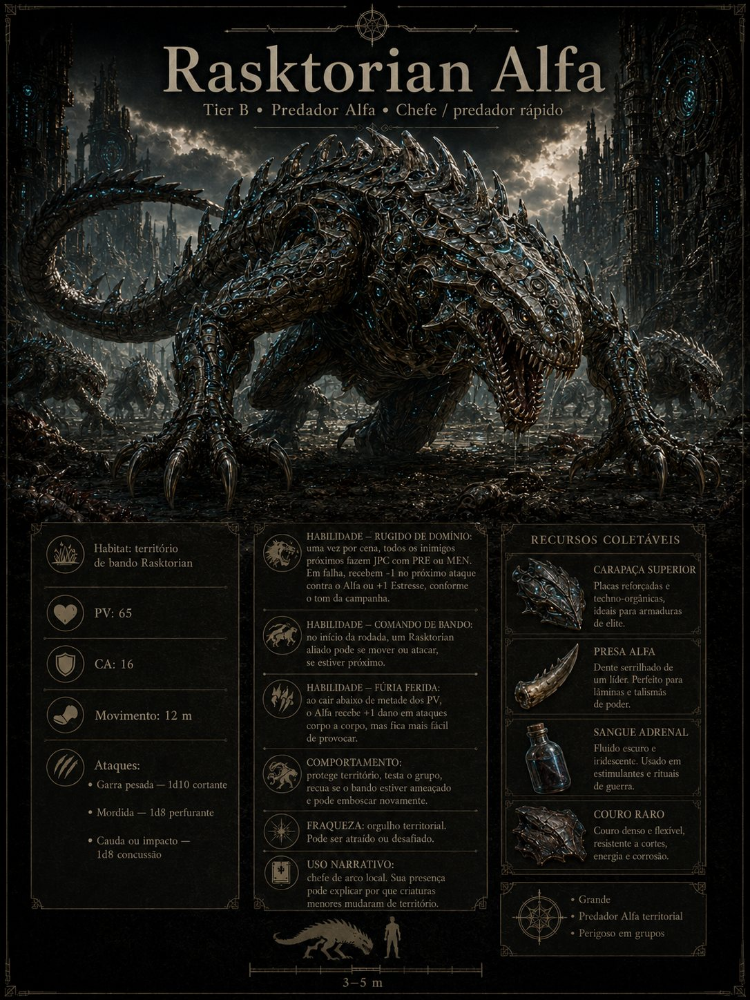 Rasktorian Alfa
Tier B • Predador Alfa • Chefe / predador rápido
Habitat: território
de bando Rasktorian
PV: 65
CA: 16
Movimento: 12 m
Ataques:
• Garra pesada — 1d10 cortante
• Mordida — 1d8 perfurante
• Cauda ou impacto —
1d8 concussão
HABILIDADE – RUGIDO DE DOMÍNIO:
uma vez por cena, todos os inimigos
próximos fazem JPC com PRE ou MEN.
Em falha, recebem -1 no próximo ataque
contra o Alfa ou +1 Estresse, conforme
o tom da campanha.
HABILIDADE – COMANDO DE BANDO:
no início da rodada, um Rasktorian
aliado pode se mover ou atacar,
se estiver próximo.
HABILIDADE – FÚRIA FERIDA:
ao cair abaixo de metade dos PV,
o Alfa recebe +1 dano em ataques
corpo a corpo, mas fica mais fácil
de provocar.
COMPORTAMENTO:
protege território, testa o grupo,
recua se o bando estiver ameaçado
e pode emboscar novamente.
FRAQUEZA: orgulho territorial.
Pode ser atraído ou desafiado.
USO NARRATIVO:
chefe de arco local. Sua presença
pode explicar por que criaturas
menores mudaram de território.
RECURSOS COLETÁVEIS
CARAPAÇA SUPERIOR
Placas reforçadas e
techno-orgânicas,
ideais para armaduras
de elite.
PRESA ALFA
Dente serrilhado de
um líder. Perfeito para
lâminas e talismãs
de poder.
SANGUE ADRENAL
Fluido escuro e
iridescente. Usado em
estimulantes e rituais
de guerra.
COURO RARO
Couro denso e flexível,
resistente a cortes,
energia e corrosão.
• Grande
• Predador Alfa territorial
• Perigoso em grupos
3–5 m